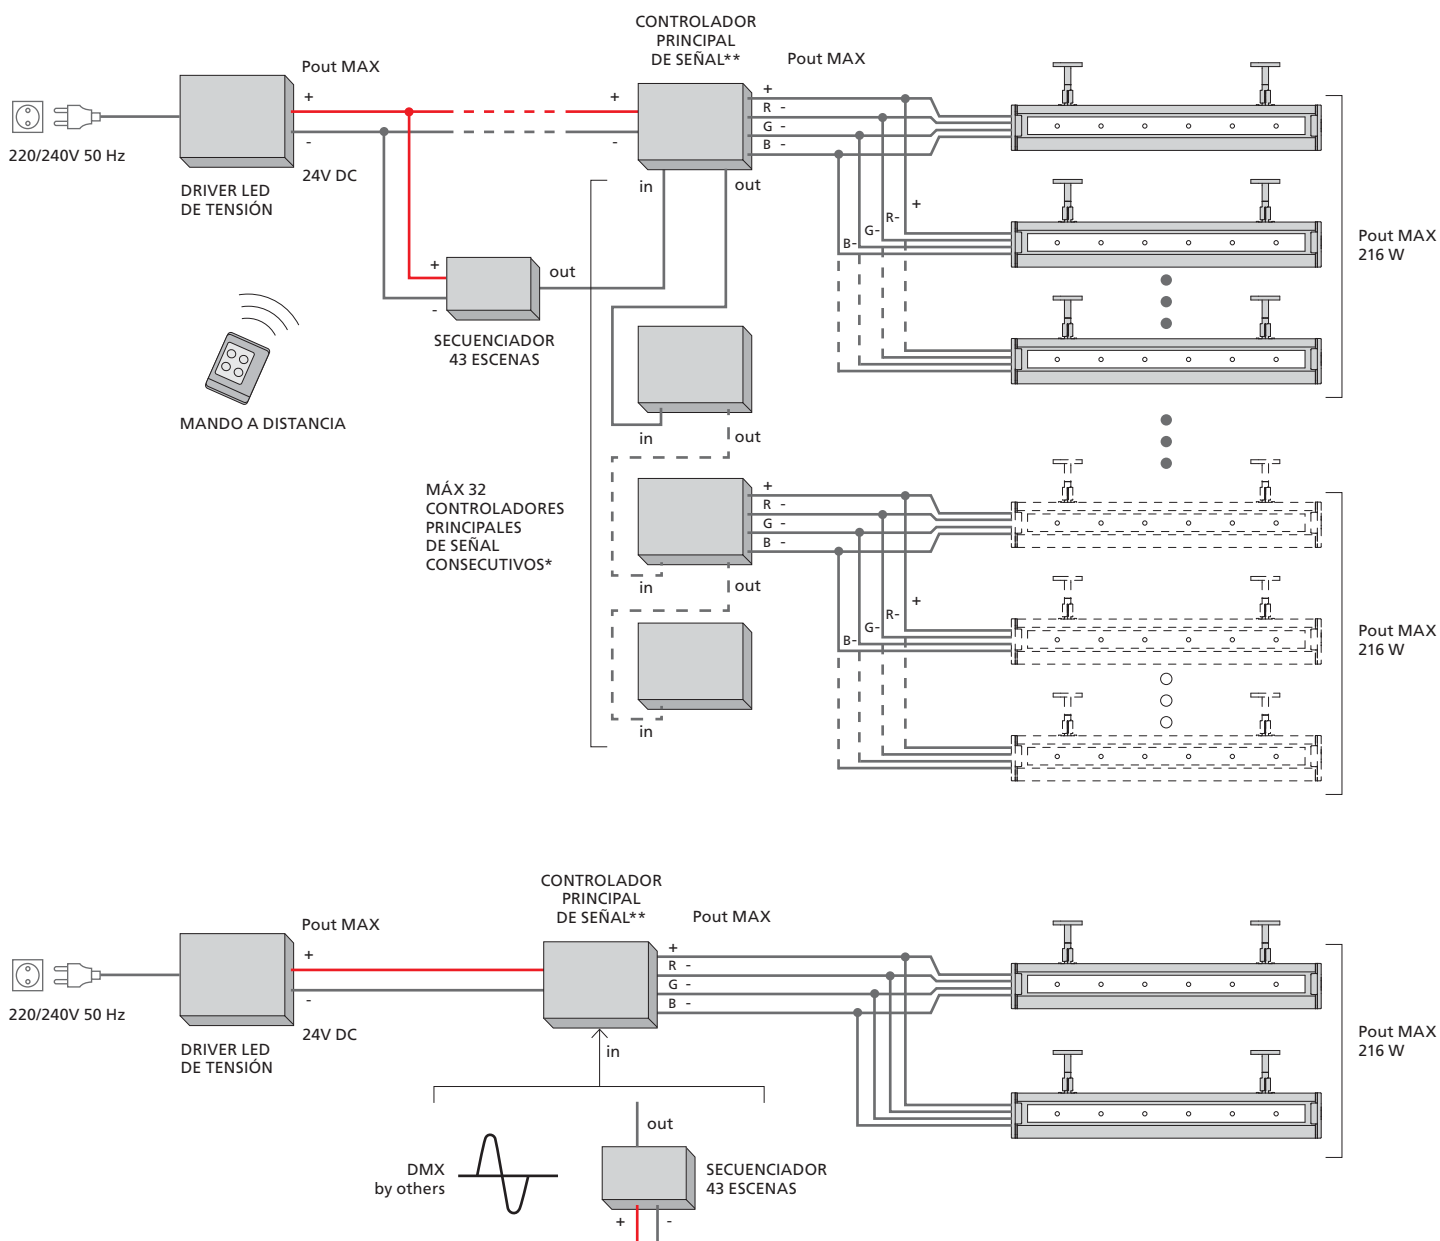 CONTROLADOR
PRINCIPAL
DE SEÑAL**
Pout MAX
Pout MAX
+
-
24V DC
220/240V 50 Hz
DRIVER LED
DE TENSIÓN
+
-
+
R -
G -
B -
in
out
+
R-
G-
B-
Pout MAX
216 W
+
-
out
SECUENCIADOR
43 ESCENAS
MANDO A DISTANCIA
in
out
MÁX 32
CONTROLADORES
PRINCIPALES
DE SEÑAL
CONSECUTIVOS*
+
R -
G -
B -
in
out
+
R-
G-
B-
Pout MAX
216 W
in
CONTROLADOR
PRINCIPAL
DE SEÑAL**
Pout MAX
Pout MAX
+
-
24V DC
220/240V 50 Hz
DRIVER LED
DE TENSIÓN
+
R -
G -
B -
in
Pout MAX
216 W
out
DMX
by others
SECUENCIADOR
43 ESCENAS
+
-